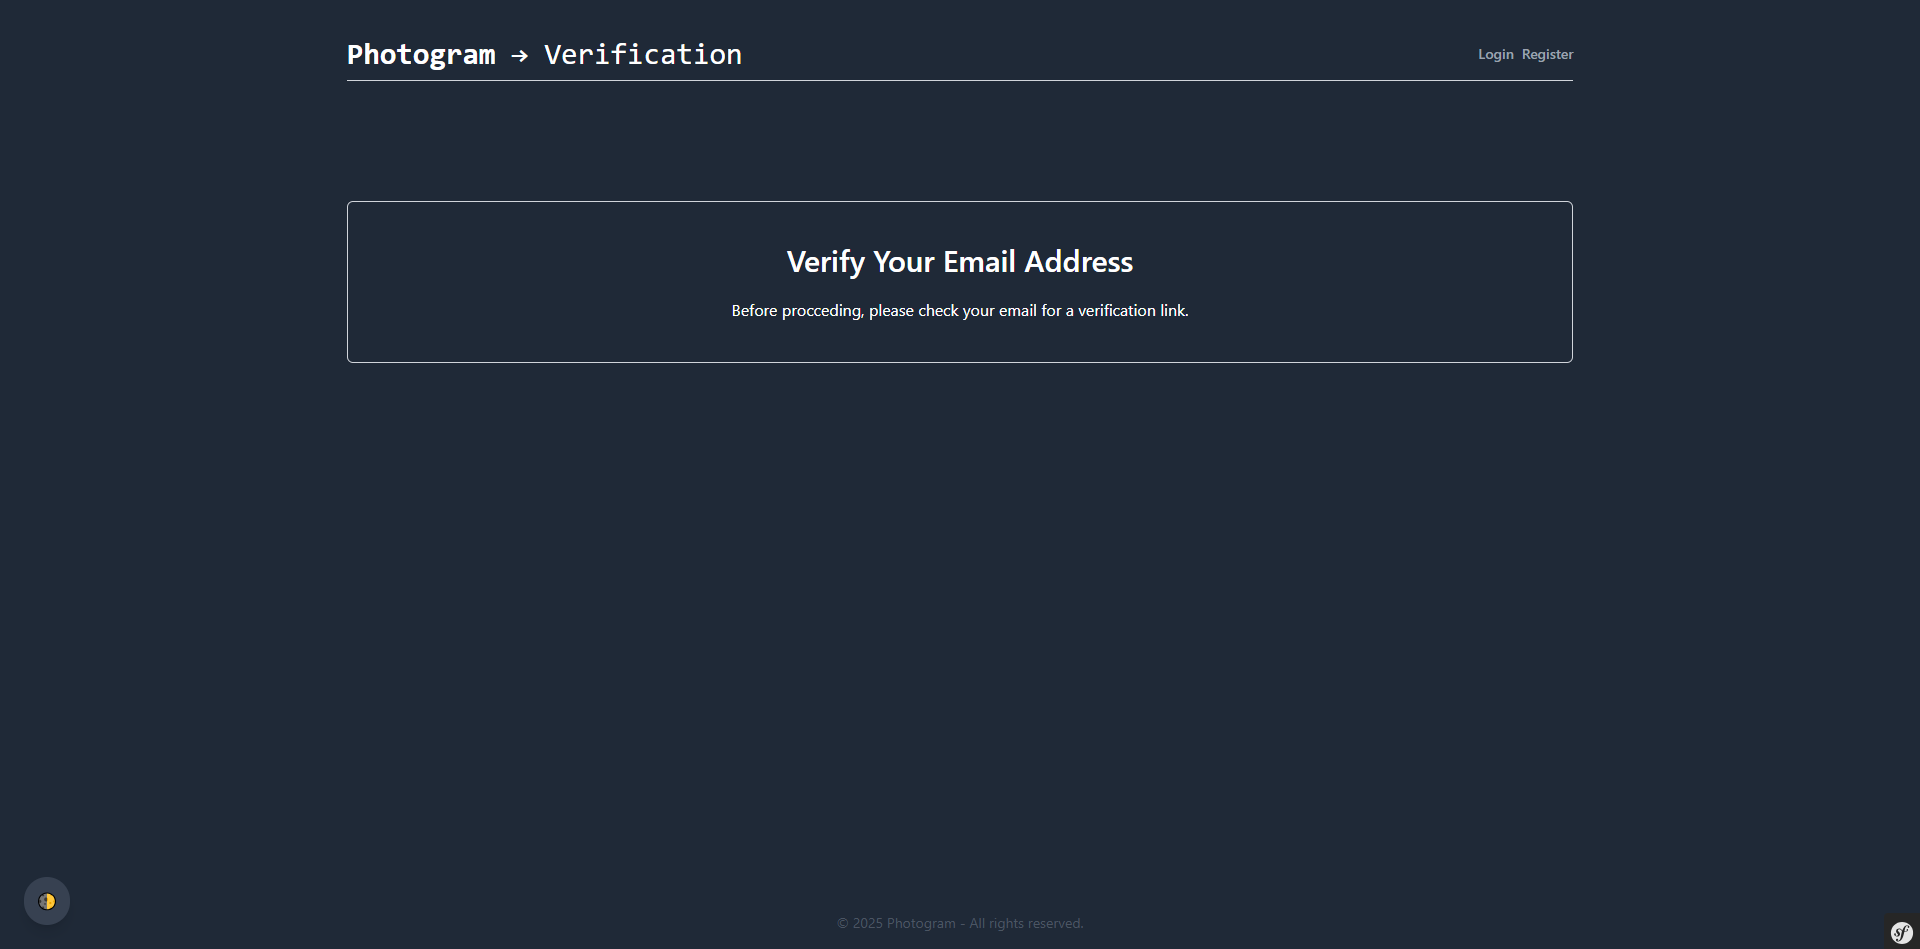 Photogram → Verification
Login Register
Verify Your Email Address
Before procceding, please check your email for a verification link.
© 2025 Photogram - All rights reserved.
sf